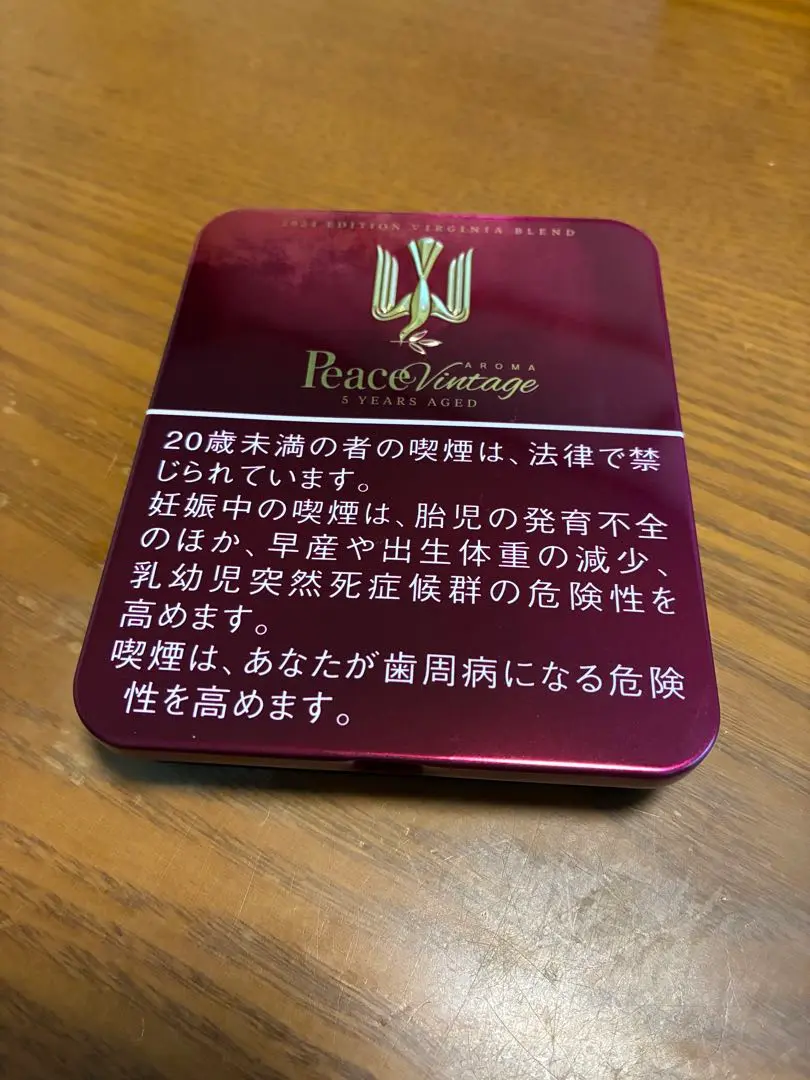 2024 EDITION VIRGINIA BLEND
Peace AROMA Vintage
5 YEARS AGED
20歳未満の者の喫煙は、法律で禁
じられています。
妊娠中の喫煙は、胎児の発育不全
のほか、早産や出生体重の減少、
乳幼児突然死症候群の危険性を
高めます。
喫煙は、あなたが歯周病になる危険
性を高めます。